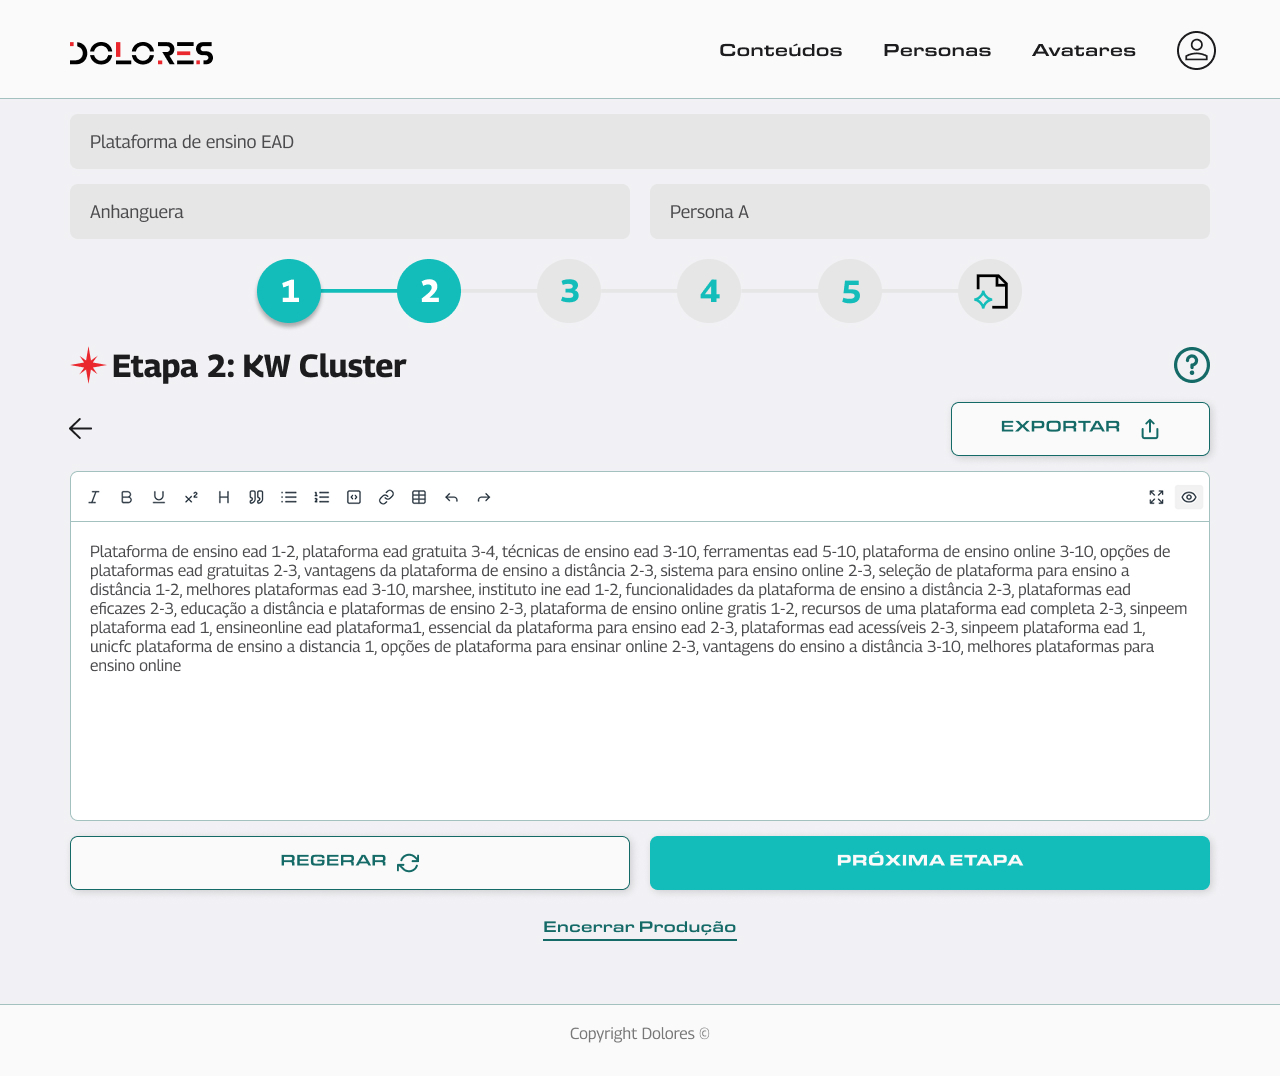 DOLORES
Conteúdos Personas Avatares
Plataforma de ensino EAD
Anhanguera Persona A
1 2 3 4 5
Etapa 2: KW Cluster
EXPORTAR
Plataforma de ensino ead 1-2, plataforma ead gratuita 3-4, técnicas de ensino ead 3-10, ferramentas ead 5-10, plataforma de ensino online 3-10, opções de
plataformas ead gratuitas 2-3, vantagens da plataforma de ensino a distância 2-3, sistema para ensino online 2-3, seleção de plataforma para ensino a
distância 1-2, melhores plataformas ead 3-10, marshee, instituto ine ead 1-2, funcionalidades da plataforma de ensino a distância 2-3, plataformas ead
eficazes 2-3, educação a distância e plataformas de ensino 2-3, plataforma de ensino online gratis 1-2, recursos de uma plataforma ead completa 2-3, sinpeem
plataforma ead 1, ensineonline ead plataforma1, essencial da plataforma para ensino ead 2-3, plataformas ead acessíveis 2-3, sinpeem plataforma ead 1,
unicfc plataforma de ensino a distancia 1, opções de plataforma para ensinar online 2-3, vantagens do ensino a distância 3-10, melhores plataformas para
ensino online
REGERAR PRÓXIMA ETAPA
Encerrar Produção
Copyright Dolores ©